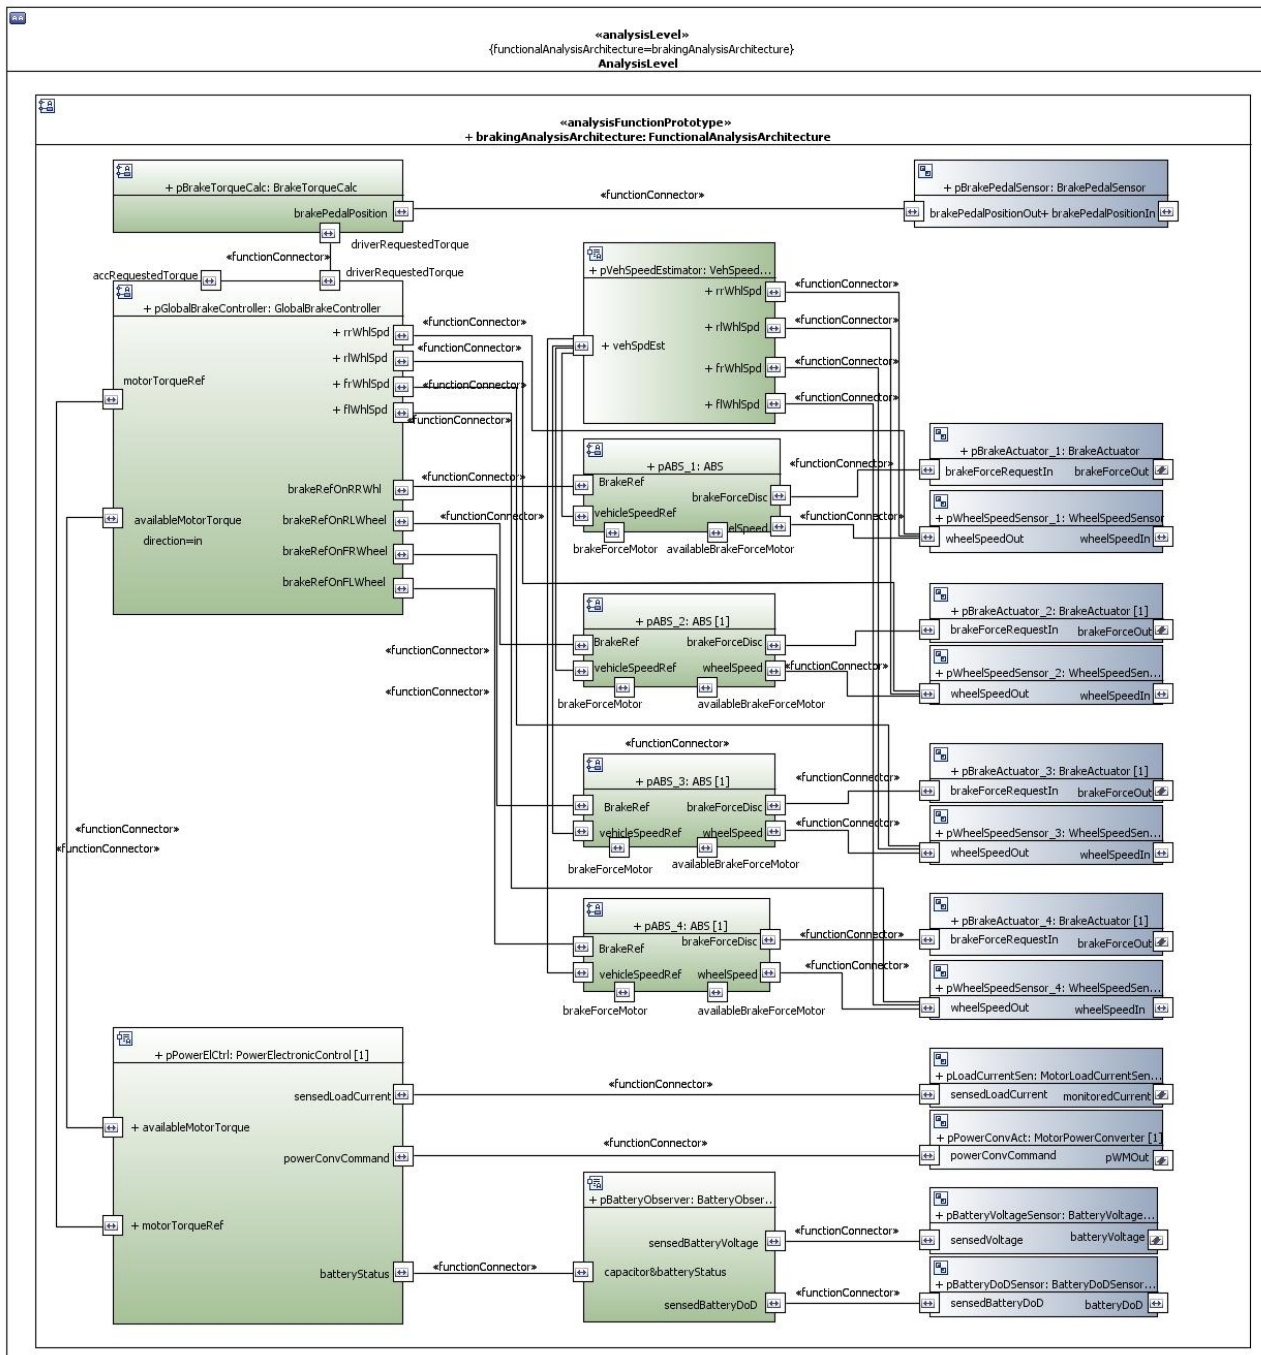 «analysisLevel»
{functionalAnalysisArchitecture=brakingAnalysisArchitecture}
AnalysisLevel
«analysisFunctionPrototype»
+ brakingAnalysisArchitecture: FunctionalAnalysisArchitecture
+ pBrakeTorqueCalc: BrakeTorqueCalc
brakePedalPosition
«functionConnector»
+ pBrakePedalSensor: BrakePedalSensor
brakePedalPositionOut+ brakePedalPositionIn
driverRequestedTorque
«functionConnector»
accRequestedTorque
driverRequestedTorque
+ pGlobalBrakeController: GlobalBrakeController
+ rrWhlSpd
+ rlWhlSpd
+ frWhlSpd
+ flWhlSpd
motorTorqueRef
brakeRefOnRRWhl
availableMotorTorque
direction=in
brakeRefOnRLWheel
brakeRefOnFRWheel
brakeRefOnFLWheel
«functionConnector»
«functionConnector»
«functionConnector»
«functionConnector»
«functionConnector»
«functionConnector»
«functionConnector»
«functionConnector»
+ pVehSpeedEstimator: VehSpeed...
+ rrWhlSpd
+ rlWhlSpd
+ vehSpdEst
+ frWhlSpd
+ flWhlSpd
«functionConnector»
«functionConnector»
«functionConnector»
«functionConnector»
+ pABS_1: ABS
BrakeRef
brakeForceDisc
vehicleSpeedRef
elSpeed
brakeForceMotor
availableBrakeForceMotor
«functionConnector»
«functionConnector»
+ pBrakeActuator_1: BrakeActuator
brakeForceRequestIn
brakeForceOut
+ pWheelSpeedSensor_1: WheelSpeedSensor
wheelSpeedOut
wheelSpeedIn
+ pABS_2: ABS [1]
BrakeRef
brakeForceDisc
vehicleSpeedRef
wheelSpeed
brakeForceMotor
availableBrakeForceMotor
«functionConnector»
+ pBrakeActuator_2: BrakeActuator [1]
brakeForceRequestIn
brakeForceOut
+ pWheelSpeedSensor_2: WheelSpeedSen...
wheelSpeedOut
wheelSpeedIn
«functionConnector»
+ pABS_3: ABS [1]
BrakeRef
brakeForceDisc
vehicleSpeedRef
wheelSpeed
brakeForceMotor
availableBrakeForceMotor
«functionConnector»
«functionConnector»
+ pBrakeActuator_3: BrakeActuator [1]
brakeForceRequestIn
brakeForceOut
+ pWheelSpeedSensor_3: WheelSpeedSen...
wheelSpeedOut
wheelSpeedIn
«functionConnector»
«functionConnector»
+ pABS_4: ABS [1]
BrakeRef
brakeForceDisc
vehicleSpeedRef
wheelSpeed
brakeForceMotor
availableBrakeForceMotor
«functionConnector»
«functionConnector»
+ pBrakeActuator_4: BrakeActuator [1]
brakeForceRequestIn
brakeForceOut
+ pWheelSpeedSensor_4: WheelSpeedSen...
wheelSpeedOut
wheelSpeedIn
+ pPowerElCtrl: PowerElectronicControl [1]
sensedLoadCurrent
+ availableMotorTorque
powerConvCommand
+ motorTorqueRef
batteryStatus
«functionConnector»
«functionConnector»
«functionConnector»
+ pLoadCurrentSen: MotorLoadCurrentSen...
sensedLoadCurrent
monitoredCurrent
+ pPowerConvAct: MotorPowerConverter [1]
powerConvCommand
pWMOut
+ pBatteryObserver: BatteryObser...
sensedBatteryVoltage
capacitor&batteryStatus
sensedBatteryDoD
«functionConnector»
«functionConnector»
+ pBatteryVoltageSensor: BatteryVoltage...
batteryVoltage
sensedVoltage
+ pBatteryDoDSensor: BatteryDoDSensor...
sensedBatteryDoD
batteryDoD